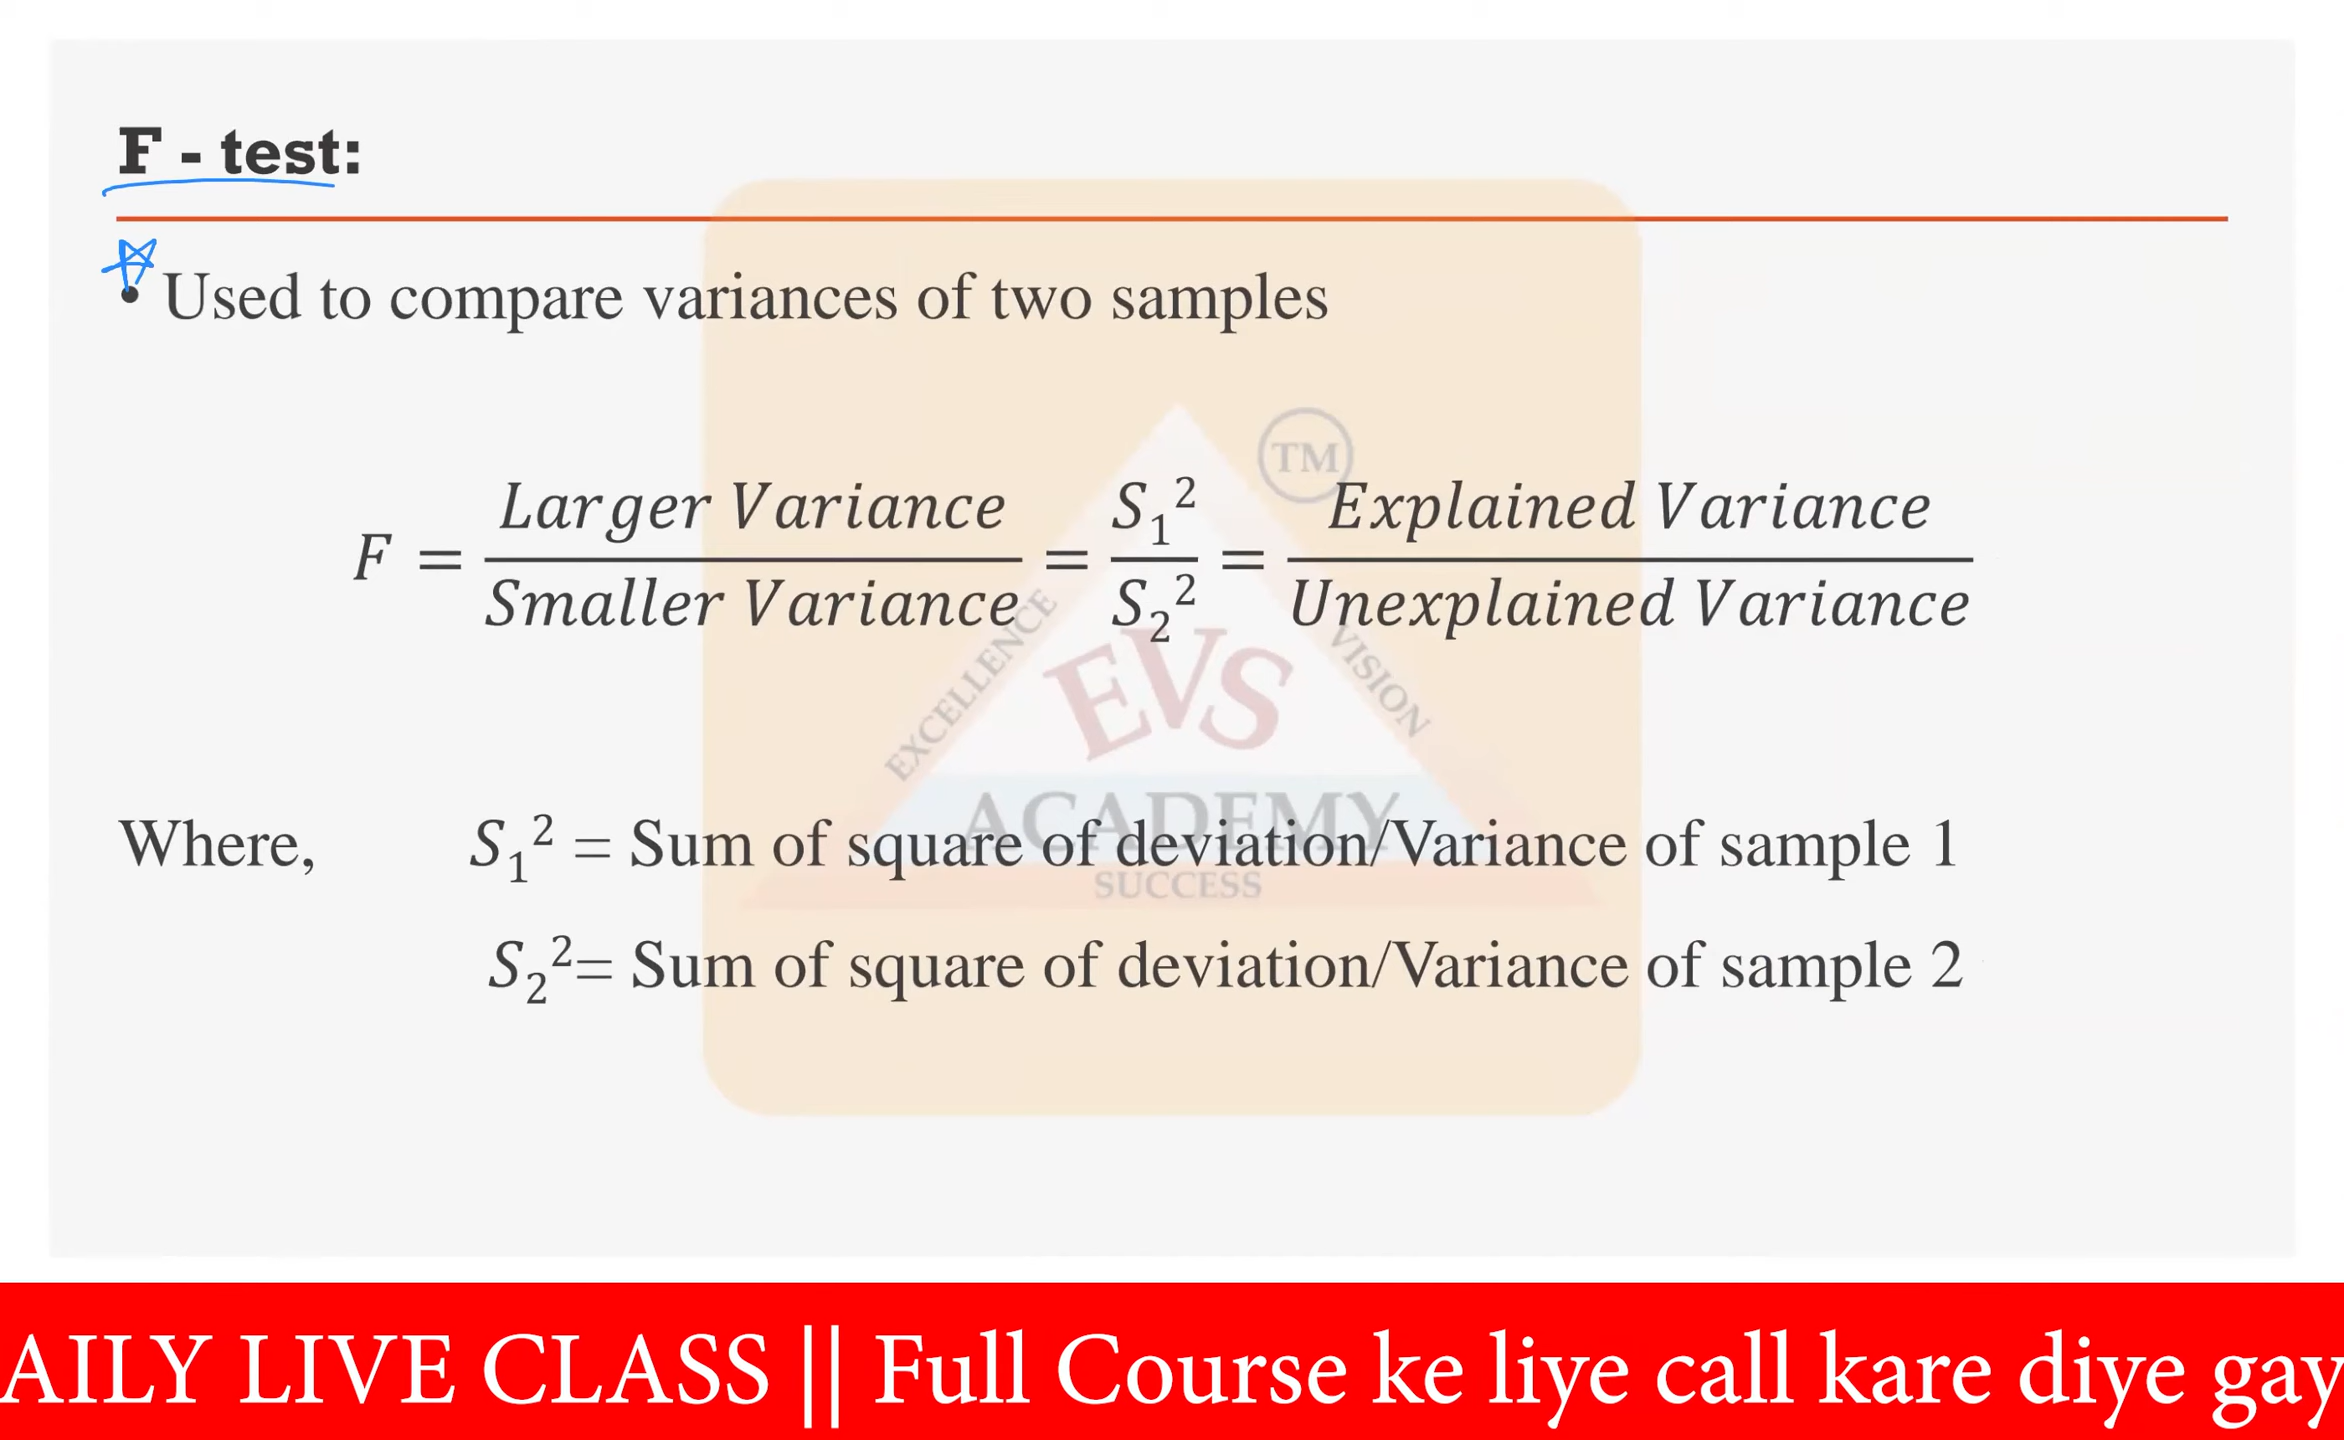 F - test:
• Used to compare variances of two samples
F = Larger Variance / Smaller Variance = S₁² / S₂² = Explained Variance / Unexplained Variance
TM
EXCELLENCE
VISION
EVS
ACADEMY
SUCCESS
Where, S₁² = Sum of square of deviation/Variance of sample 1
S₂²= Sum of square of deviation/Variance of sample 2
AILY LIVE CLASS || Full Course ke liye call kare diye gay